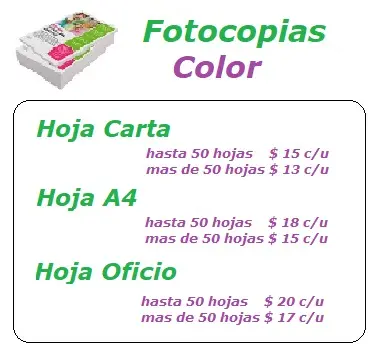 Fotocopias
Color
Hoja Carta
hasta 50 hojas $ 15 c/u
mas de 50 hojas $ 13 c/u
Hoja A4
hasta 50 hojas $ 18 c/u
mas de 50 hojas $ 15 c/u
Hoja Oficio
hasta 50 hojas $ 20 c/u
mas de 50 hojas $ 17 c/u